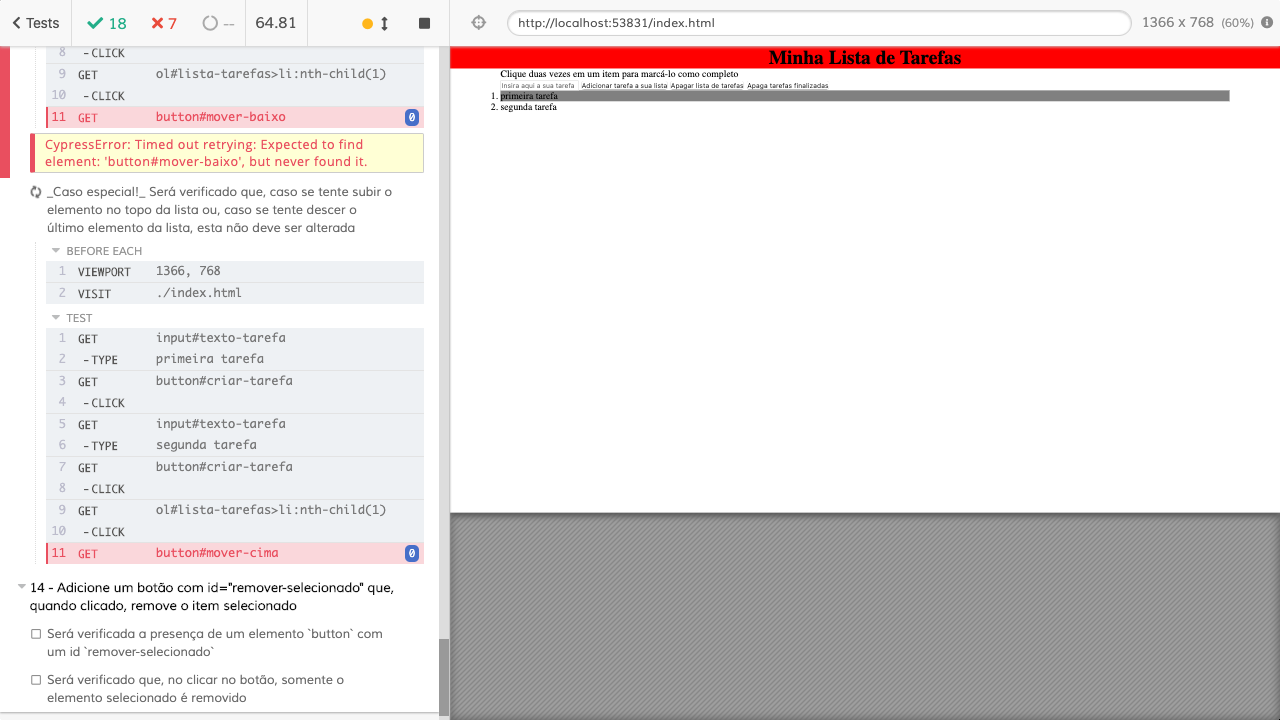 Tests
18
7
--
64.81
http://localhost:53831/index.html
1366 x 768 (60%)
8 -CLICK
9 GET ol#lista-tarefas>li:nth-child(1)
10 -CLICK
11 GET button#mover-baixo 0
CypressError: Timed out retrying: Expected to find
element: 'button#mover-baixo', but never found it.
_Caso especial!_ Será verificado que, caso se tente subir o
elemento no topo da lista ou, caso se tente descer o
último elemento da lista, esta não deve ser alterada
BEFORE EACH
1 VIEWPORT 1366, 768
2 VISIT ./index.html
TEST
1 GET input#texto-tarefa
2 -TYPE primeira tarefa
3 GET button#criar-tarefa
4 -CLICK
5 GET input#texto-tarefa
6 -TYPE segunda tarefa
7 GET button#criar-tarefa
8 -CLICK
9 GET ol#lista-tarefas>li:nth-child(1)
10 -CLICK
11 GET button#mover-cima 0
14 - Adicione um botão com id="remover-selecionado" que,
quando clicado, remove o item selecionado
Será verificada a presença de um elemento `button` com
um id `remover-selecionado`
Será verificado que, no clicar no botão, somente o
elemento selecionado é removido
Minha Lista de Tarefas
Clique duas vezes em um item para marcá-lo como completo
Insira aqui a sua tarefa Adicionar tarefa a sua lista Apagar lista de tarefas Apaga tarefas finalizadas
1. primeira tarefa
2. segunda tarefa